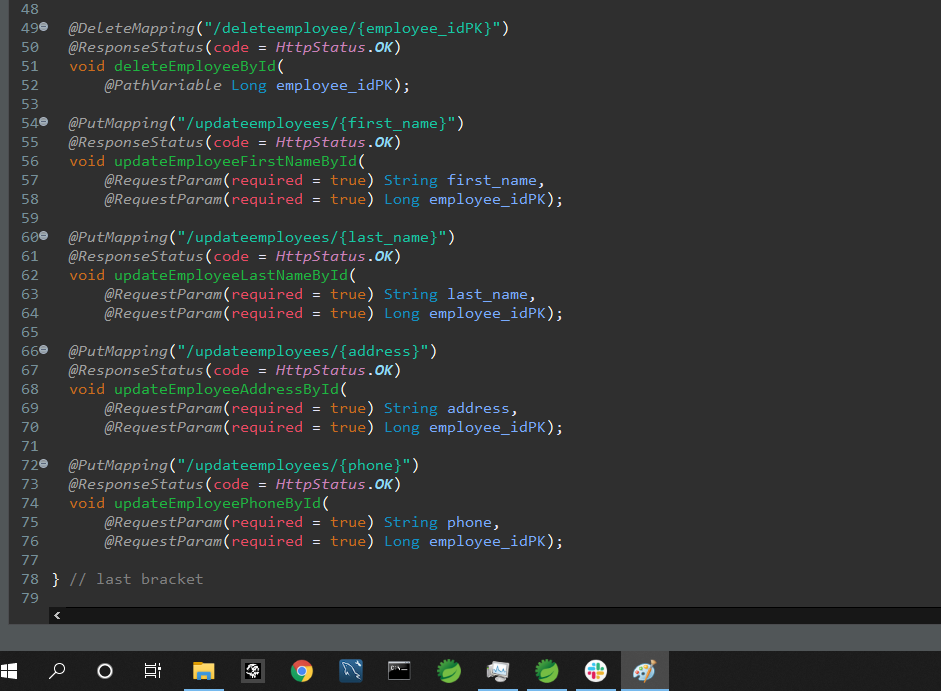 48
49 @DeleteMapping("/deleteemployee/{employee_idPK}")
50 @ResponseStatus(code = HttpStatus.OK)
51 void deleteEmployeeById(
52 @PathVariable Long employee_idPK);
53
54 @PutMapping("/updateemployees/{first_name}")
55 @ResponseStatus(code = HttpStatus.OK)
56 void updateEmployeeFirstNameById(
57 @RequestParam(required = true) String first_name,
58 @RequestParam(required = true) Long employee_idPK);
59
60 @PutMapping("/updateemployees/{last_name}")
61 @ResponseStatus(code = HttpStatus.OK)
62 void updateEmployeeLastNameById(
63 @RequestParam(required = true) String last_name,
64 @RequestParam(required = true) Long employee_idPK);
65
66 @PutMapping("/updateemployees/{address}")
67 @ResponseStatus(code = HttpStatus.OK)
68 void updateEmployeeAddressById(
69 @RequestParam(required = true) String address,
70 @RequestParam(required = true) Long employee_idPK);
71
72 @PutMapping("/updateemployees/{phone}")
73 @ResponseStatus(code = HttpStatus.OK)
74 void updateEmployeePhoneById(
75 @RequestParam(required = true) String phone,
76 @RequestParam(required = true) Long employee_idPK);
77
78 } // last bracket
79